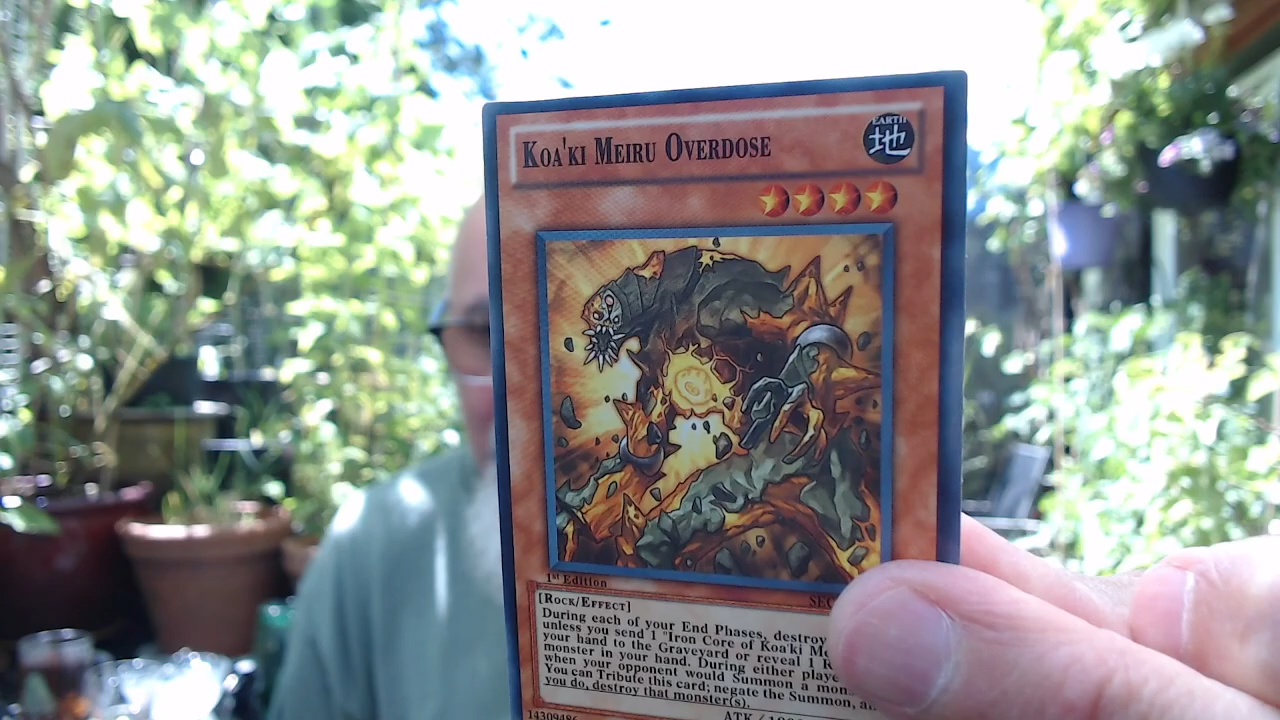 Koa'ki Meiru Overdose
EARTH
地
1st Edition
[Rock/Effect]
During each of your End Phases, destroy
unless you send 1 "Iron Core of Koa'ki
your hand to the Graveyard or reveal 1
monster in your hand. During either
when your opponent would Summon a
You can Tribute this card; negate the Summon,
you do, destroy that monster(s).
14309486
ATK/